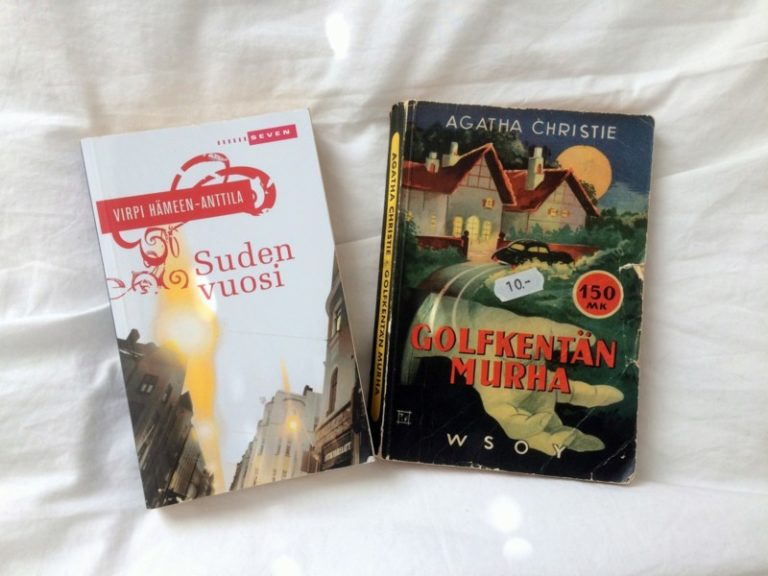 SEVEN
VIRPI HÄMEEN-ANTTILA
Suden
vuosi
AGATHA CHRISTIE • GOLFKENTÄN MURHA
AGATHA CHRISTIE
10.-
150
MK
GOLFKENTÄN
MURHA
WSOY